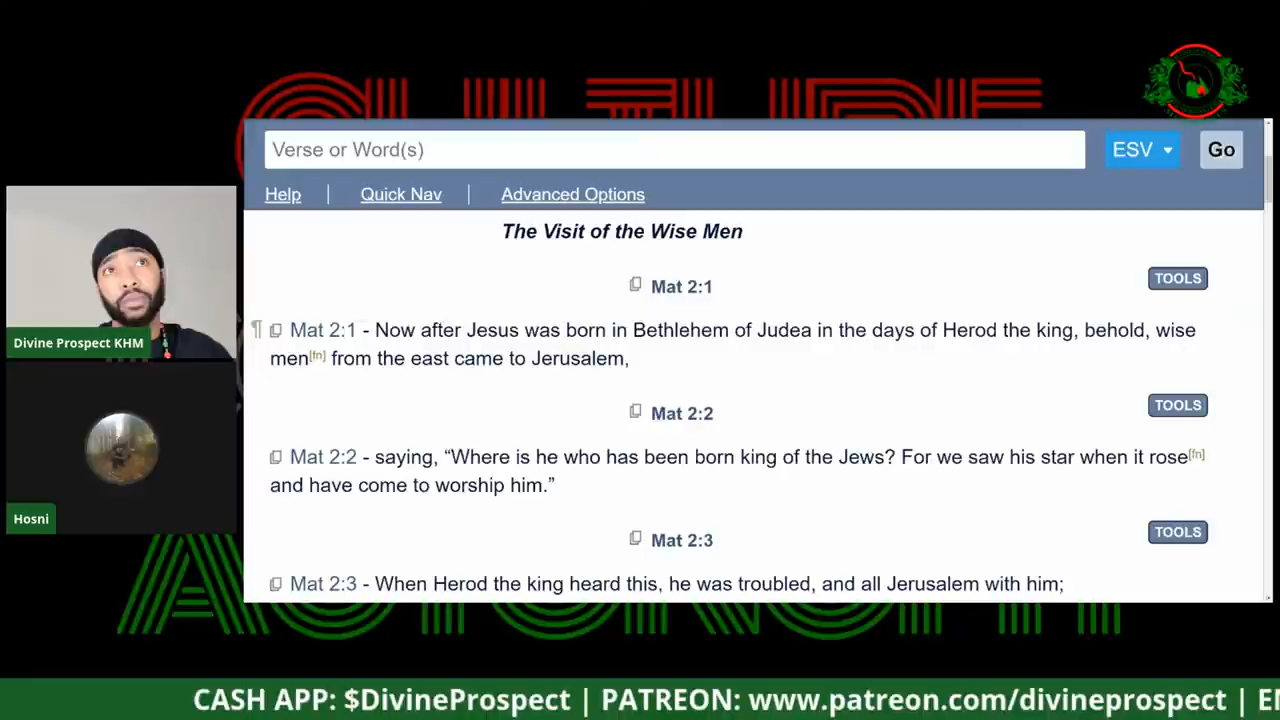 Verse or Word(s)
ESV
Go
Help | Quick Nav | Advanced Options
The Visit of the Wise Men
Mat 2:1
TOOLS
¶ Mat 2:1 - Now after Jesus was born in Bethlehem of Judea in the days of Herod the king, behold, wise
men[fn] from the east came to Jerusalem,
Mat 2:2
TOOLS
Mat 2:2 - saying, “Where is he who has been born king of the Jews? For we saw his star when it rose[fn]
and have come to worship him.”
Mat 2:3
TOOLS
Mat 2:3 - When Herod the king heard this, he was troubled, and all Jerusalem with him;
Divine Prospect KHM
Hosni
CASH APP: $DivineProspect | PATREON: www.patreon.com/divineprospect |